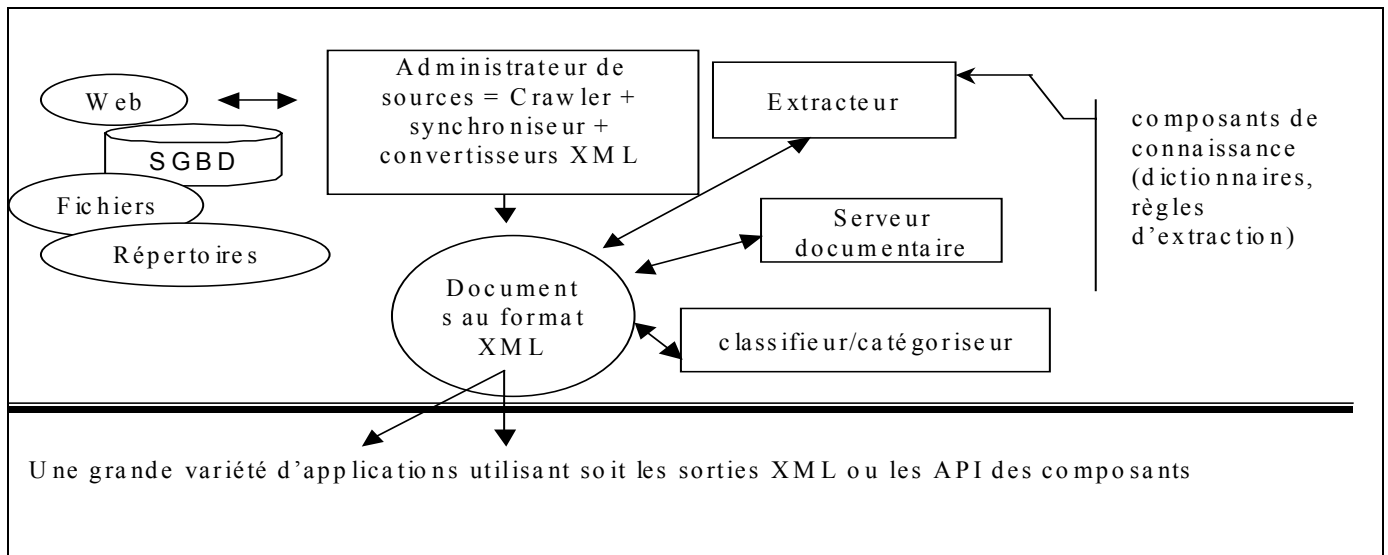 Web
SGBD
Fichiers
Répertoires
Administrateur de
sources = Crawler +
synchroniseur +
convertisseurs XML
Extracteur
composants de
connaissance
(dictionnaires,
règles
d'extraction)
Serveur
documentaire
Document
s au format
XML
classifieur/catégoriseur
Une grande variété d'applications utilisant soit les sorties XML ou les API des composants